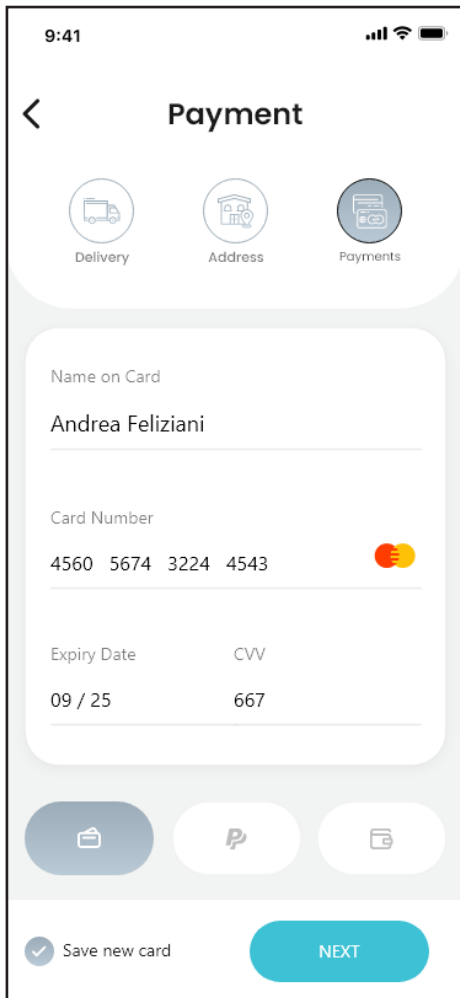 9:41
Payment
Delivery Address Payments
Name on Card
Andrea Feliziani
Card Number
4560 5674 3224 4543
Expiry Date CVV
09 / 25 667
Save new card NEXT